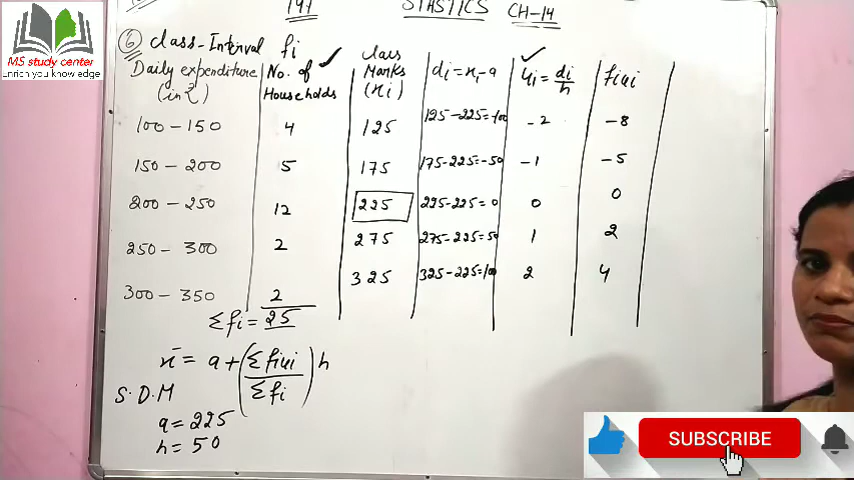 147
STASTICS CH-14
MS study center
Enrich you knowledge
6 Class-Interval fi
Daily expenditure (in ₹) No. of Households Class Marks (xi) di = xi - a ui = di/h fiui
100 - 150 4 125 125-225=100 -2 -8
150 - 200 5 175 175-225=-50 -1 -5
200 - 250 12 225 225-225=0 0 0
250 - 300 2 275 275-225=50 1 2
300 - 350 2 325 325-225=100 2 4
Σfi = 25
x̄ = a + (Σfiui / Σfi) h
S.D.M
a = 225
h = 50
SUBSCRIBE